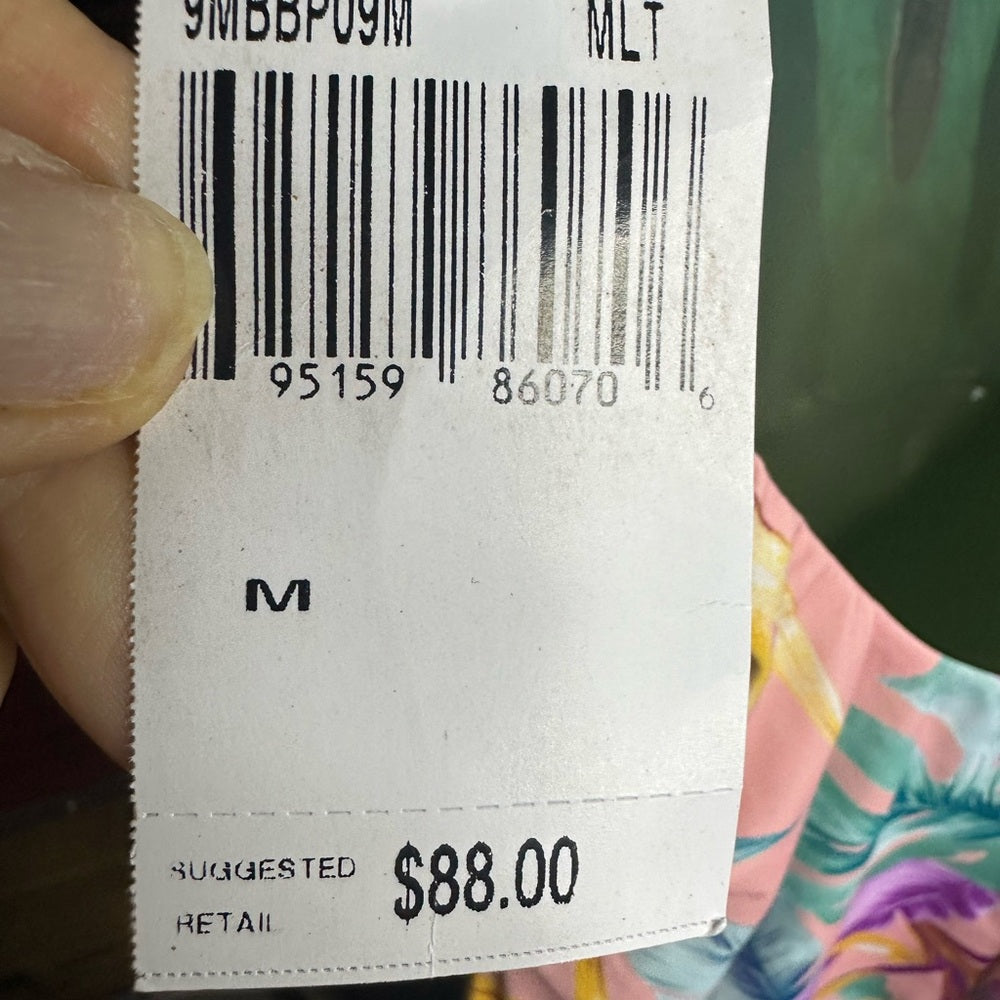 9MBBP09M MLT
95159 86070 6
M
SUGGESTED $88.00
RETAIL